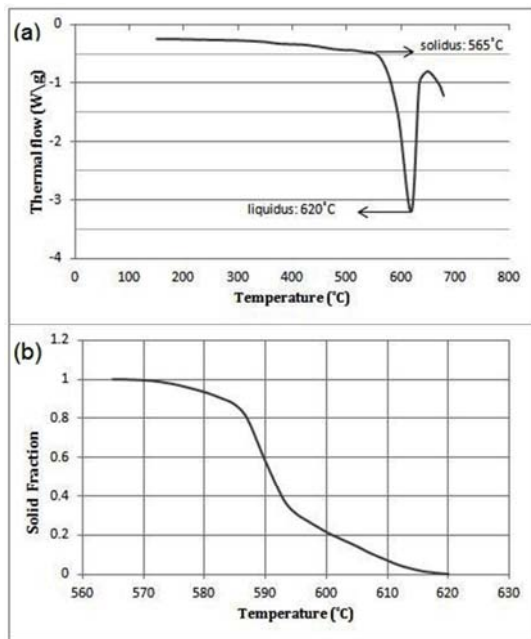 (a)
0
-1
-2
-3
-4
Thermal flow (W\g)
solidus: 565°C
liquidus: 620°C
0 100 200 300 400 500 600 700 800
Temperature (°C)
(b)
1.2
1
0.8
0.6
0.4
0.2
0
Solid Fraction
560 570 580 590 600 610 620 630
Temperature (°C)